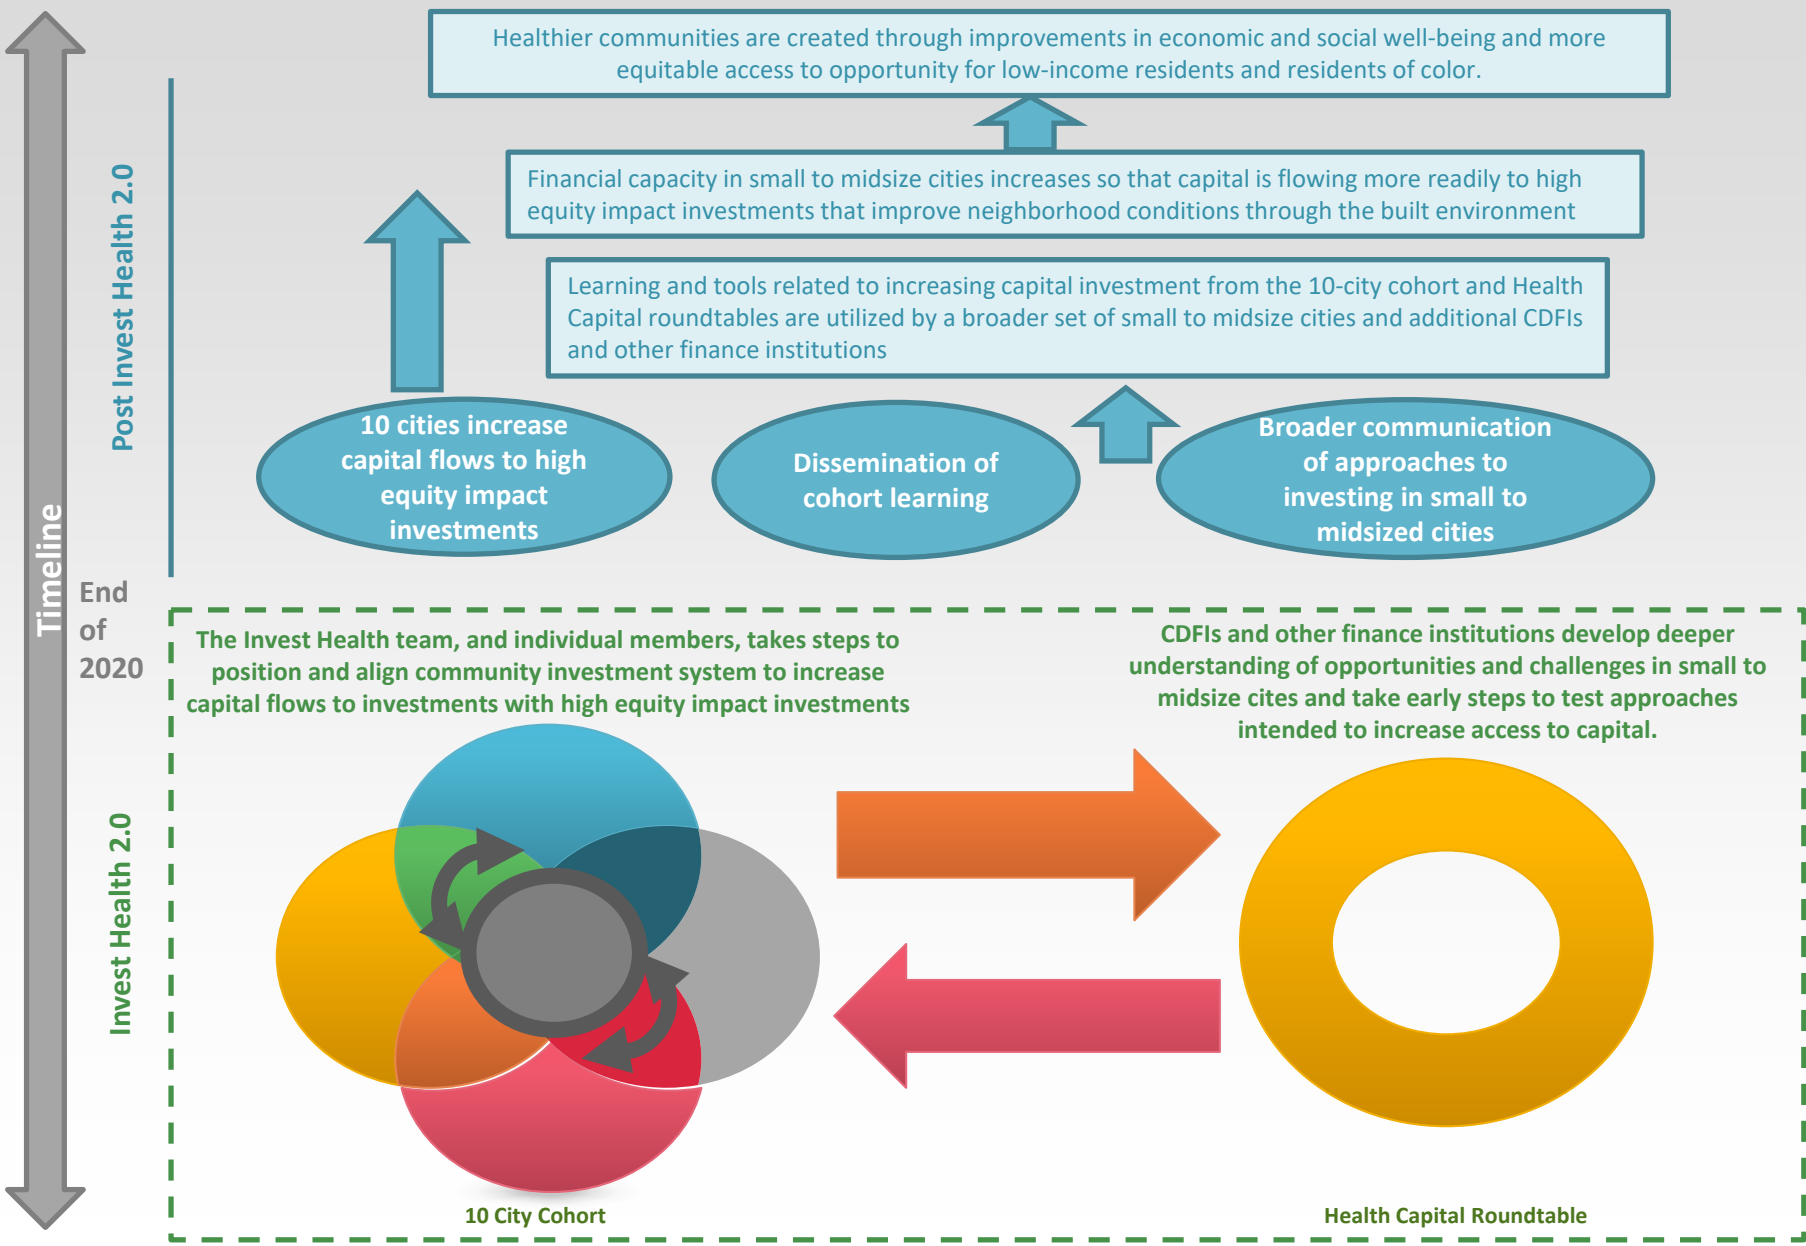 Healthier communities are created through improvements in economic and social well-being and more
equitable access to opportunity for low-income residents and residents of color.
Financial capacity in small to midsize cities increases so that capital is flowing more readily to high
equity impact investments that improve neighborhood conditions through the built environment
Learning and tools related to increasing capital investment from the 10-city cohort and Health
Capital roundtables are utilized by a broader set of small to midsize cities and additional CDFIs
and other finance institutions
Post Invest Health 2.0
10 cities increase
capital flows to high
equity impact
investments
Dissemination of
cohort learning
Broader communication
of approaches to
investing in small to
midsized cities
Timeline
End
of
2020
The Invest Health team, and individual members, takes steps to
position and align community investment system to increase
capital flows to investments with high equity impact investments
CDFIs and other finance institutions develop deeper
understanding of opportunities and challenges in small to
midsize cites and take early steps to test approaches
intended to increase access to capital.
Invest Health 2.0
10 City Cohort
Health Capital Roundtable